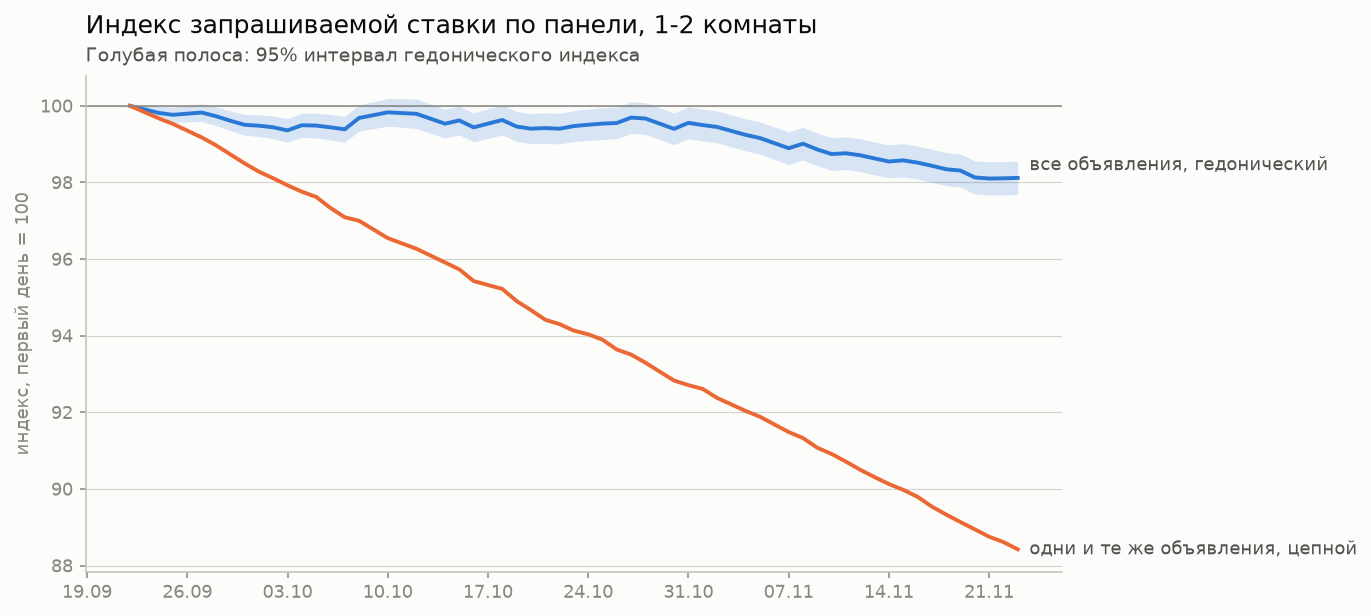 Индекс запрашиваемой ставки по панели, 1-2 комнаты
Голубая полоса: 95% интервал гедонического индекса
индекс, первый день = 100
100
98
96
94
92
90
88
все объявления, гедонический
одни и те же объявления, цепной
19.09 26.09 03.10 10.10 17.10 24.10 31.10 07.11 14.11 21.11